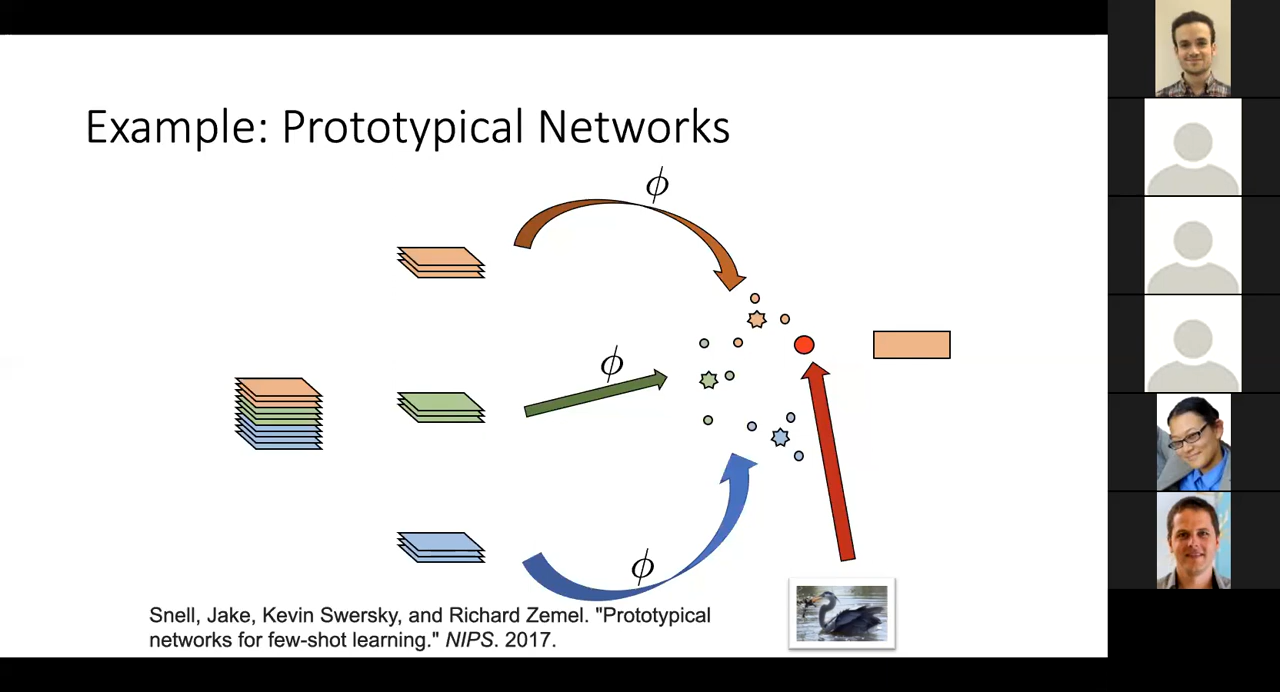 Example: Prototypical Networks
ϕ
ϕ
ϕ
Snell, Jake, Kevin Swersky, and Richard Zemel. "Prototypical
networks for few-shot learning." NIPS. 2017.